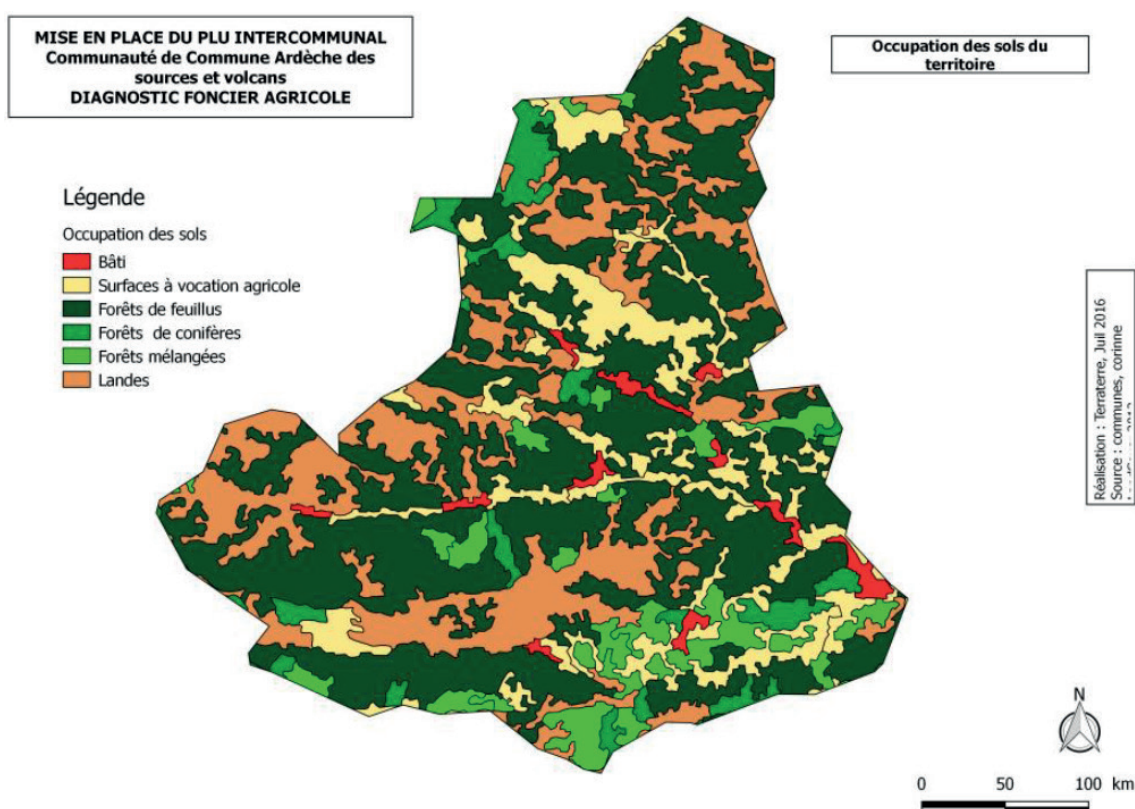 MISE EN PLACE DU PLU INTERCOMMUNAL
Communauté de Commune Ardèche des
sources et volcans
DIAGNOSTIC FONCIER AGRICOLE
Occupation des sols du
territoire
Légende
Occupation des sols
Bâti
Surfaces à vocation agricole
Forêts de feuillus
Forêts de conifères
Forêts mélangées
Landes
Réalisation : Terraterre, Juil 2016
Source : communes, corinne
N
0 50 100 km